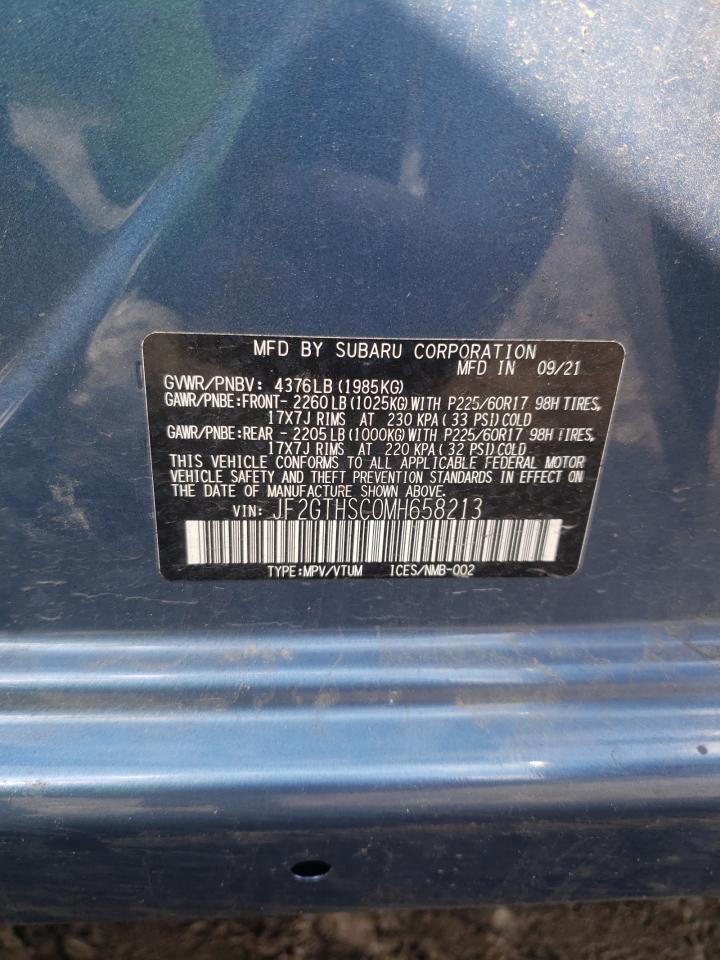 MFD BY SUBARU CORPORATION
MFD IN 09/21
GVWR/PNBV: 4376LB (1985KG)
GAWR/PNBE:FRONT- 2260LB (1025KG) WITH P225/60R17 98H TIRES,
17X7J RIMS AT 230 KPA (33 PSI) COLD
GAWR/PNBE:REAR - 2205LB (1000KG) WITH P225/60R17 98H TIRES,
17X7J RIMS AT 220 KPA (32 PSI) COLD
THIS VEHICLE CONFORMS TO ALL APPLICABLE FEDERAL MOTOR
VEHICLE SAFETY AND THEFT PREVENTION STANDARDS IN EFFECT ON
THE DATE OF MANUFACTURE SHOWN ABOVE.
VIN: JF2GTHSC0MH658213
TYPE:MPV/VTUM ICES/NMB-002